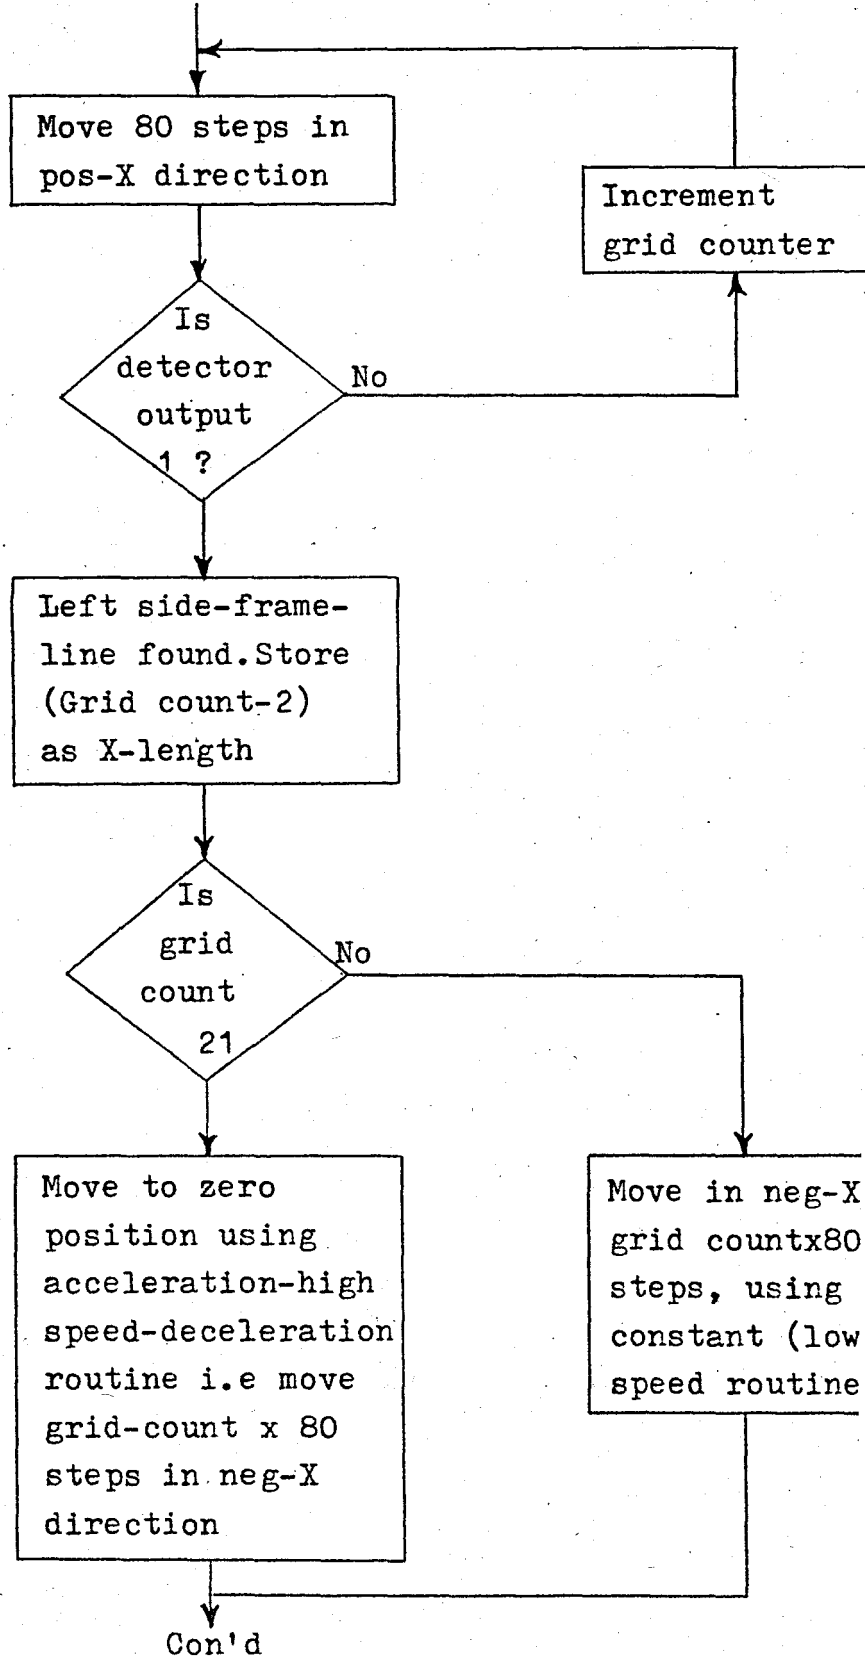 Move 80 steps in
pos-X direction
Increment
grid counter
Is
detector
output
1 ?
No
Left side-frame-
line found.Store
(Grid count-2)
as X-length
Is
grid
count
21
No
Move to zero
position using
acceleration-high
speed-deceleration
routine i.e move
grid-count x 80
steps in neg-X
direction
Move in neg-X
grid countx80
steps, using
constant (low
speed routine
Con'd